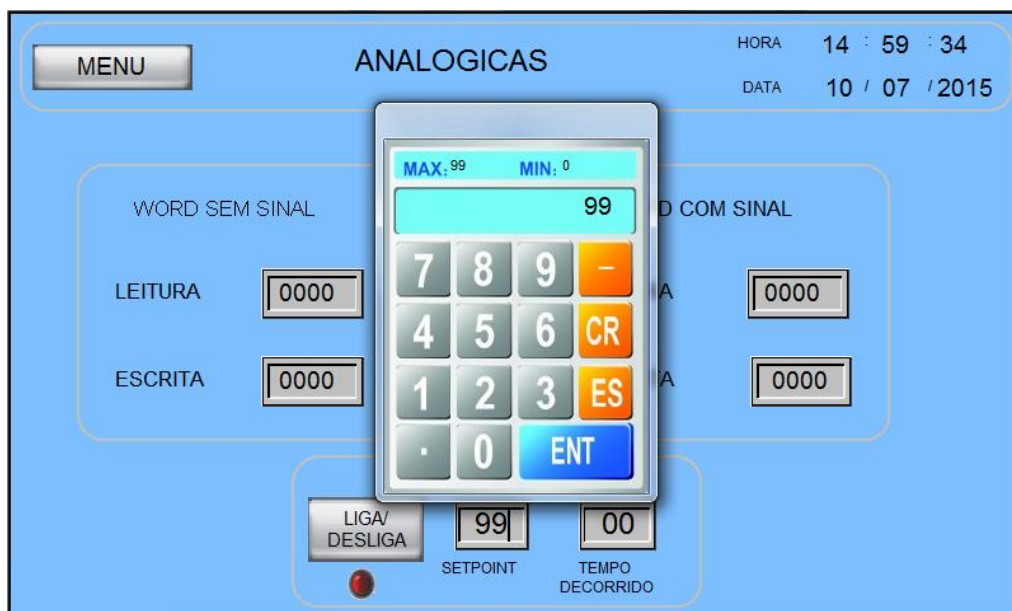 MENU
ANALOGICAS
HORA 14 : 59 : 34
DATA 10 / 07 / 2015
MAX: 99 MIN: 0
99
WORD SEM SINAL
D COM SINAL
7 8 9 -
4 5 6 CR
1 2 3 ES
. 0 ENT
LEITURA 0000
A 0000
ESCRITA 0000
A 0000
LIGA/
DESLIGA
99
SETPOINT
00
TEMPO
DECORRIDO